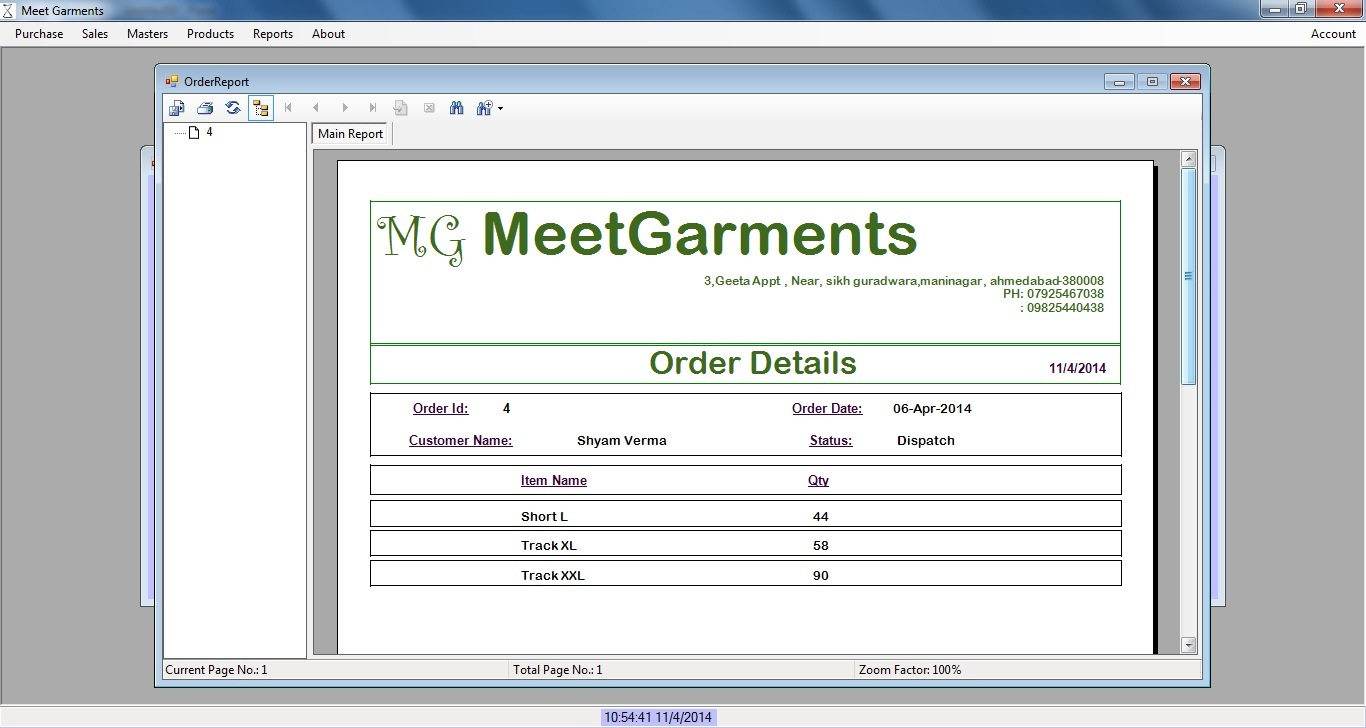 Meet Garments
Purchase Sales Masters Products Reports About Account
OrderReport
4
Main Report
MG MeetGarments
3,Geeta Appt , Near, sikh guradwara,maninagar, ahmedabad-380008
PH: 07925467038
: 09825440438
Order Details 11/4/2014
Order Id: 4 Order Date: 06-Apr-2014
Customer Name: Shyam Verma Status: Dispatch
Item Name Qty
Short L 44
Track XL 58
Track XXL 90
Current Page No.: 1 Total Page No.: 1 Zoom Factor: 100%
10:54:41 11/4/2014